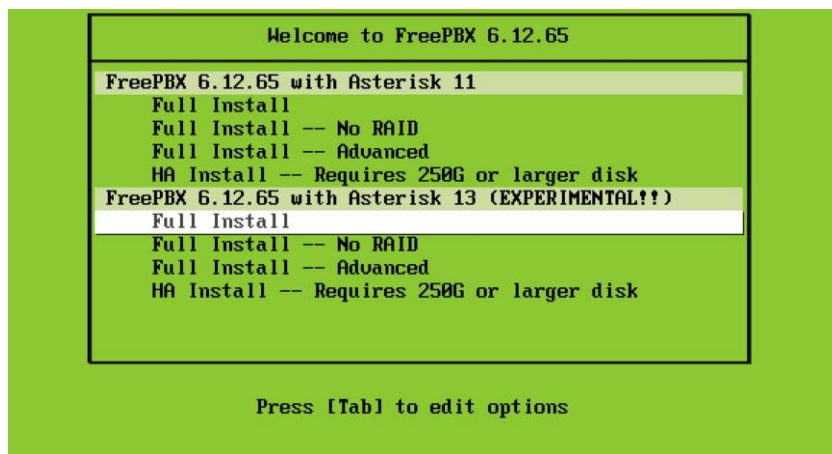 Welcome to FreePBX 6.12.65
FreePBX 6.12.65 with Asterisk 11
Full Install
Full Install -- No RAID
Full Install -- Advanced
HA Install -- Requires 250G or larger disk
FreePBX 6.12.65 with Asterisk 13 (EXPERIMENTAL!!)
Full Install
Full Install -- No RAID
Full Install -- Advanced
HA Install -- Requires 250G or larger disk
Press [Tab] to edit options